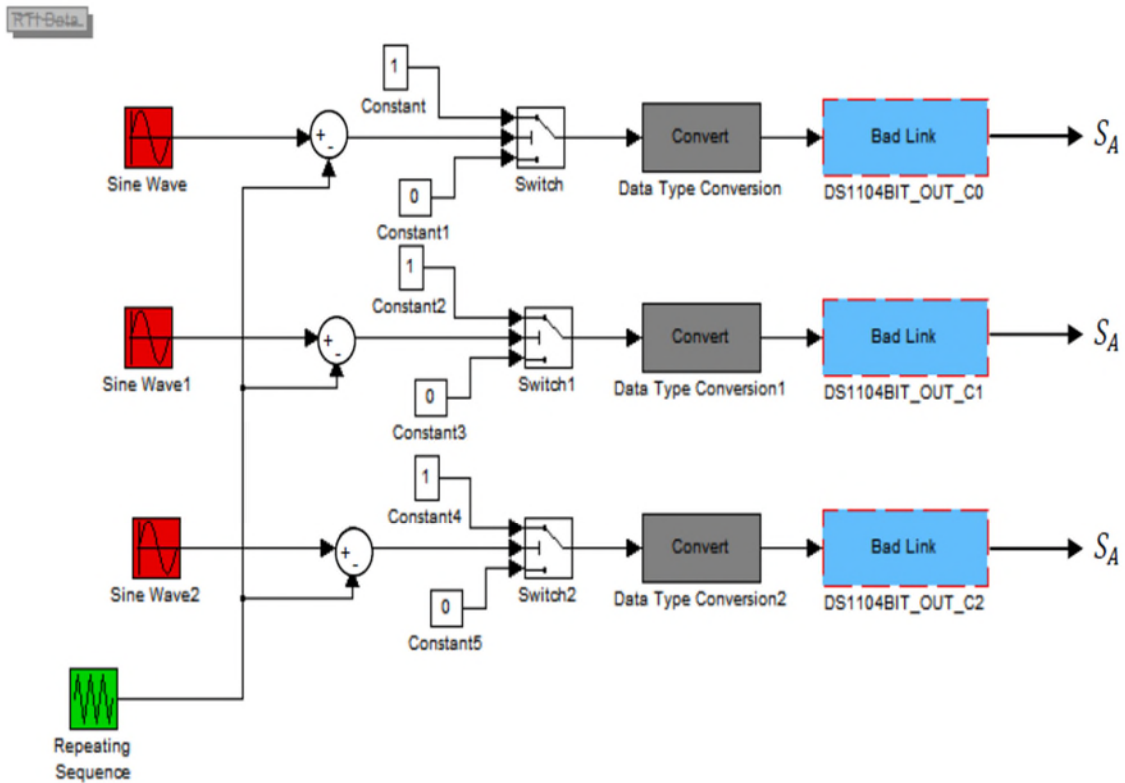 RTI Data
1
Constant
Sine Wave
+
-
0
Constant1
Switch
Convert
Data Type Conversion
Bad Link
DS1104BIT_OUT_C0
S_A
1
Constant2
Sine Wave1
+
-
0
Constant3
Switch1
Convert
Data Type Conversion1
Bad Link
DS1104BIT_OUT_C1
S_A
1
Constant4
Sine Wave2
+
-
0
Constant5
Switch2
Convert
Data Type Conversion2
Bad Link
DS1104BIT_OUT_C2
S_A
Repeating
Sequence